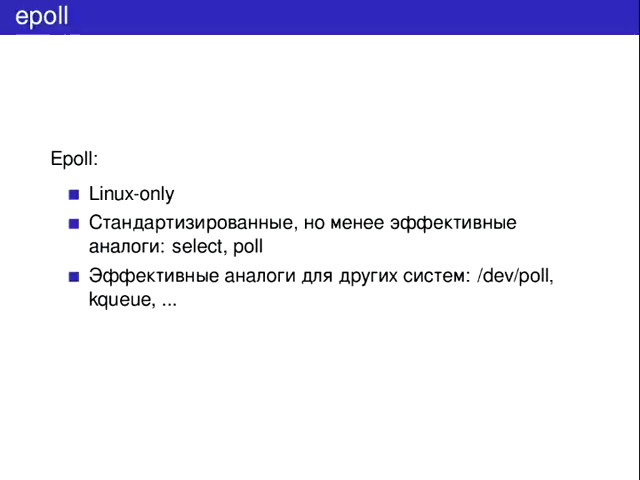 epoll
Epoll:
Linux-only
Стандартизированные, но менее эффективные
аналоги: select, poll
Эффективные аналоги для других систем: /dev/poll,
kqueue, ...